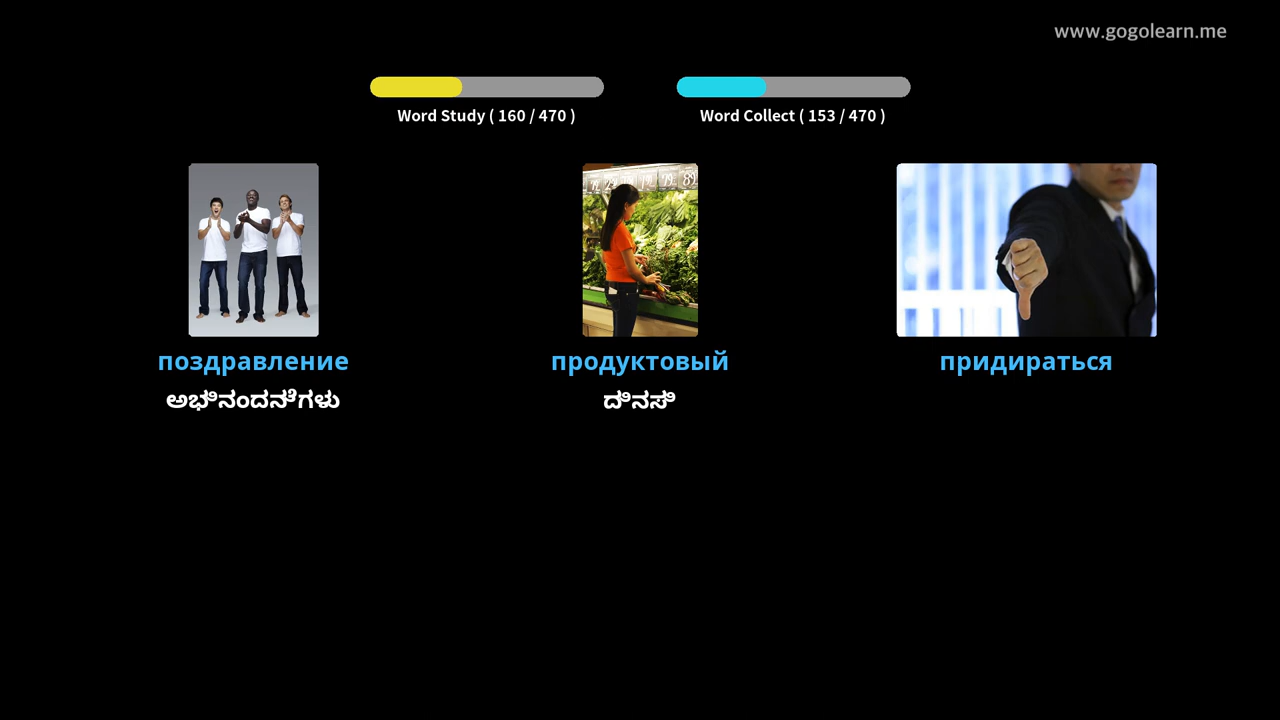 www.gogolearn.me
Word Study ( 160 / 470 )
Word Collect ( 153 / 470 )
поздравление
продуктовый
придираться
ಅಭಿನಂದನೆಗಳು
ದಿನಸಿ